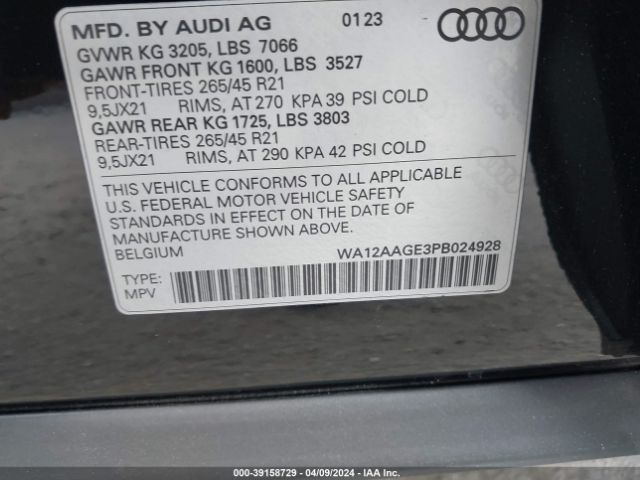 MFD. BY AUDI AG 0123
GVWR KG 3205, LBS 7066
GAWR FRONT KG 1600, LBS 3527
FRONT-TIRES 265/45 R21
9,5JX21 RIMS, AT 270 KPA 39 PSI COLD
GAWR REAR KG 1725, LBS 3803
REAR-TIRES 265/45 R21
9,5JX21 RIMS, AT 290 KPA 42 PSI COLD
THIS VEHICLE CONFORMS TO ALL APPLICABLE
U.S. FEDERAL MOTOR VEHICLE SAFETY
STANDARDS IN EFFECT ON THE DATE OF
MANUFACTURE SHOWN ABOVE.
BELGIUM WA12AAGE3PB024928
TYPE:
MPV
000-39158729 - 04/09/2024 - IAA Inc.